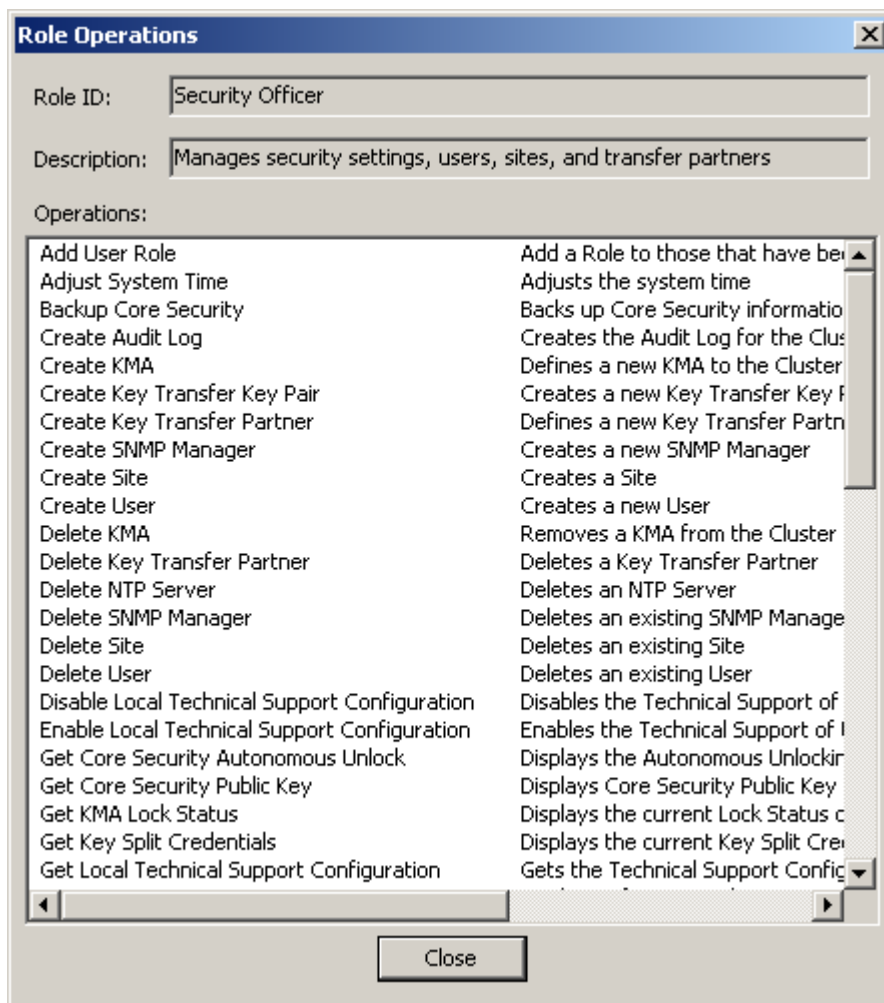 Role Operations
Role ID: Security Officer
Description: Manages security settings, users, sites, and transfer partners
Operations:
Add User Role Add a Role to those that have
Adjust System Time Adjusts the system time
Backup Core Security Backs up Core Security
Create Audit Log Creates the Audit Log for the
Create KMA Defines a new KMA to the Cluster
Create Key Transfer Key Pair Creates a new Key Transfer Key
Create Key Transfer Partner Defines a new Key Transfer
Create SNMP Manager Creates a new SNMP Manager
Create Site Creates a Site
Create User Creates a new User
Delete KMA Removes a KMA from the Cluster
Delete Key Transfer Partner Deletes a Key Transfer Partner
Delete NTP Server Deletes an NTP Server
Delete SNMP Manager Deletes an existing SNMP
Delete Site Deletes an existing Site
Delete User Deletes an existing User
Disable Local Technical Support Configuration Disables the Technical Support of
Enable Local Technical Support Configuration Enables the Technical Support of
Get Core Security Autonomous Unlock Displays the Autonomous
Get Core Security Public Key Displays Core Security Public Key
Get KMA Lock Status Displays the current Lock Status
Get Key Split Credentials Displays the current Key Split
Get Local Technical Support Configuration Gets the Technical Support
Close